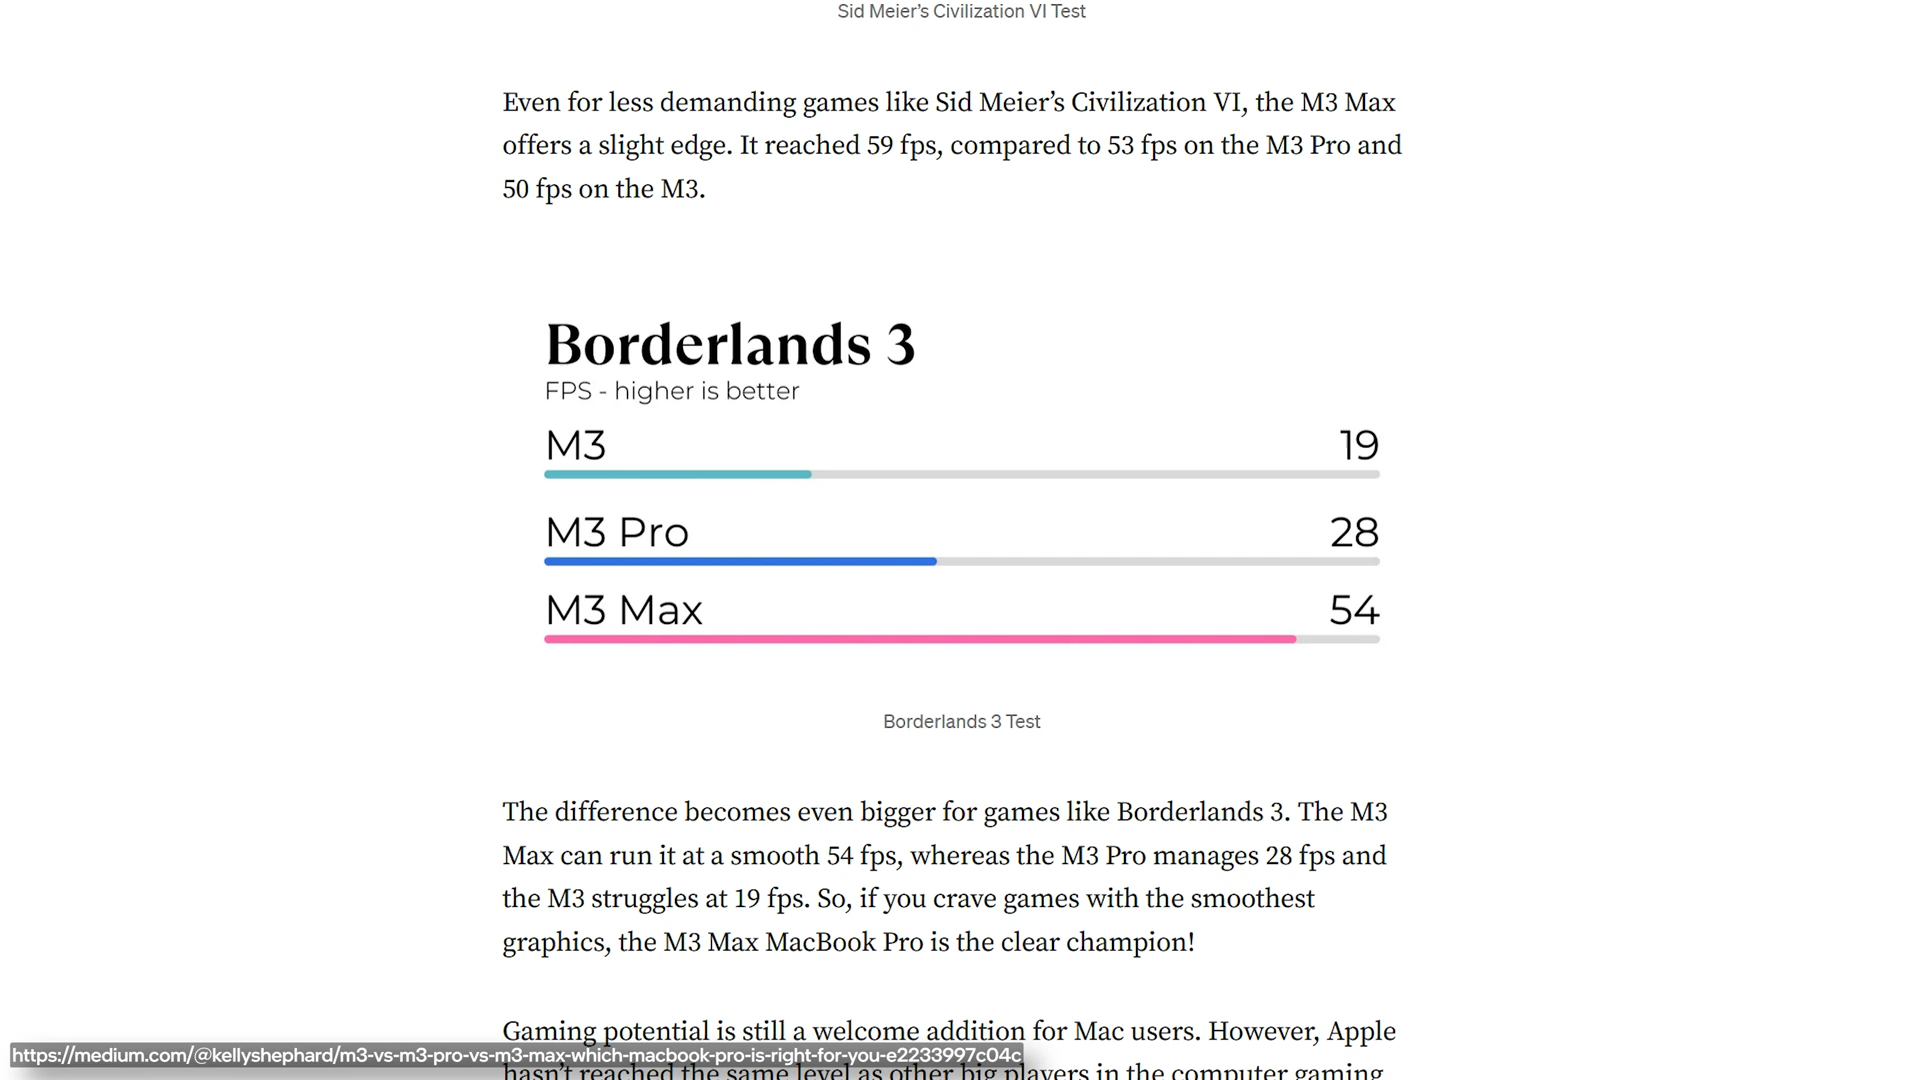 Sid Meier’s Civilization VI Test
Even for less demanding games like Sid Meier’s Civilization VI, the M3 Max
offers a slight edge. It reached 59 fps, compared to 53 fps on the M3 Pro and
50 fps on the M3.
Borderlands 3
FPS - higher is better
M3 19
M3 Pro 28
M3 Max 54
Borderlands 3 Test
The difference becomes even bigger for games like Borderlands 3. The M3
Max can run it at a smooth 54 fps, whereas the M3 Pro manages 28 fps and
the M3 struggles at 19 fps. So, if you crave games with the smoothest
graphics, the M3 Max MacBook Pro is the clear champion!
Gaming potential is still a welcome addition for Mac users. However, Apple
https://medium.com/@kellyshephard/m3-vs-m3-pro-vs-m3-max-which-macbook-pro-is-right-for-you-e2233997c04c
hasn’t reached the same level as other big players in the computer gaming